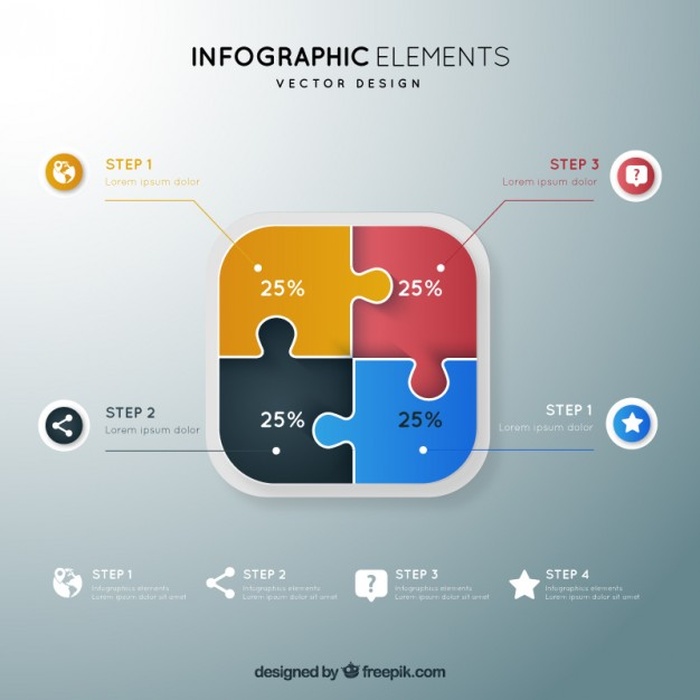 INFOGRAPHIC ELEMENTS
VECTOR DESIGN
STEP 1
Lorem ipsum dolor
STEP 3
Lorem ipsum dolor
?
25%
25%
25%
25%
STEP 2
Lorem ipsum dolor
STEP 1
Lorem ipsum dolor
STEP 1
Infographics elements
Lorem ipsum dolor sit amet
STEP 2
Infographics elements
Lorem ipsum dolor sit amet
?
STEP 3
Infographics elements
Lorem ipsum dolor sit amet
STEP 4
Infographics elements
Lorem ipsum dolor sit amet
designed by freepik.com